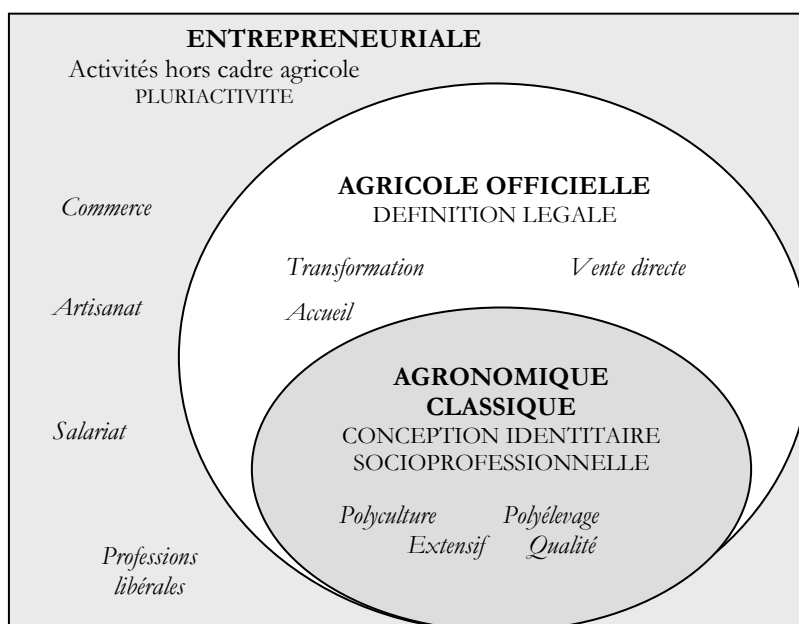 ENTREPRENEURIALE
Activités hors cadre agricole
PLURIACTIVITE
AGRICOLE OFFICIELLE
DEFINITION LEGALE
Commerce
Transformation Vente directe
Artisanat
Accueil
AGRONOMIQUE
CLASSIQUE
CONCEPTION IDENTITAIRE
SOCIOPROFESSIONNELLE
Salariat
Polyculture Polyélevage
Extensif Qualité
Professions
libérales